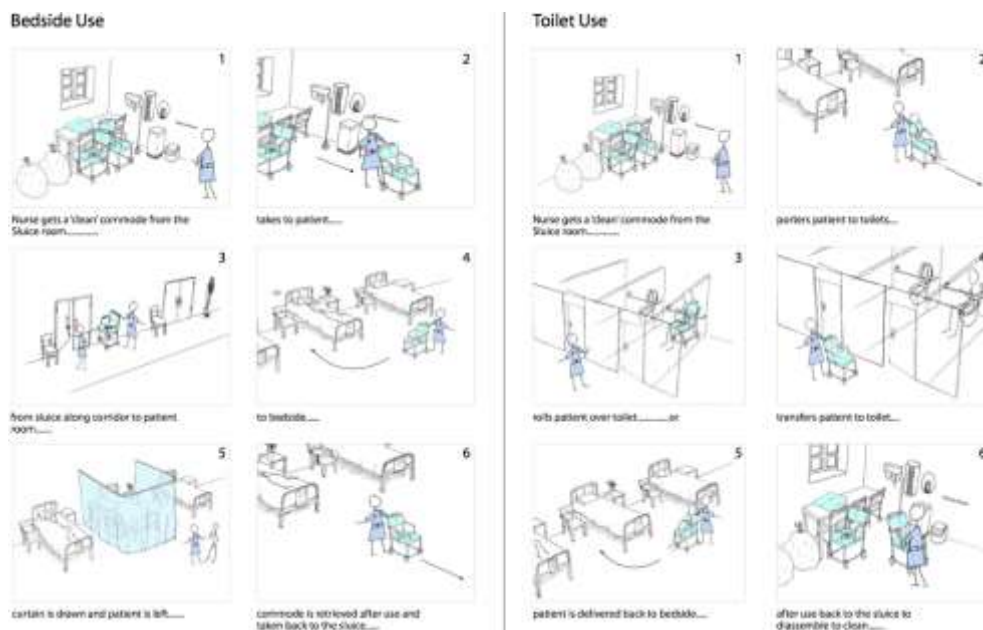 Bedside Use
1
Nurse gets a 'clean' commode from the
Sluice room...........
2
takes to patient.....
3
from sluice along corridor to patient
room.....
4
to bedside.....
5
curtain is drawn and patient is left.....
6
commode is retrieved after use and
taken back to the sluice.....
Toilet Use
1
Nurse gets a 'clean' commode from the
Sluice room...........
2
porters patient to toilets...
3
rolls patient over toilet........... or
4
transfers patient to toilet...
5
patient is delivered back to bedside....
6
after use back to the sluice to
disassemble to clean.......